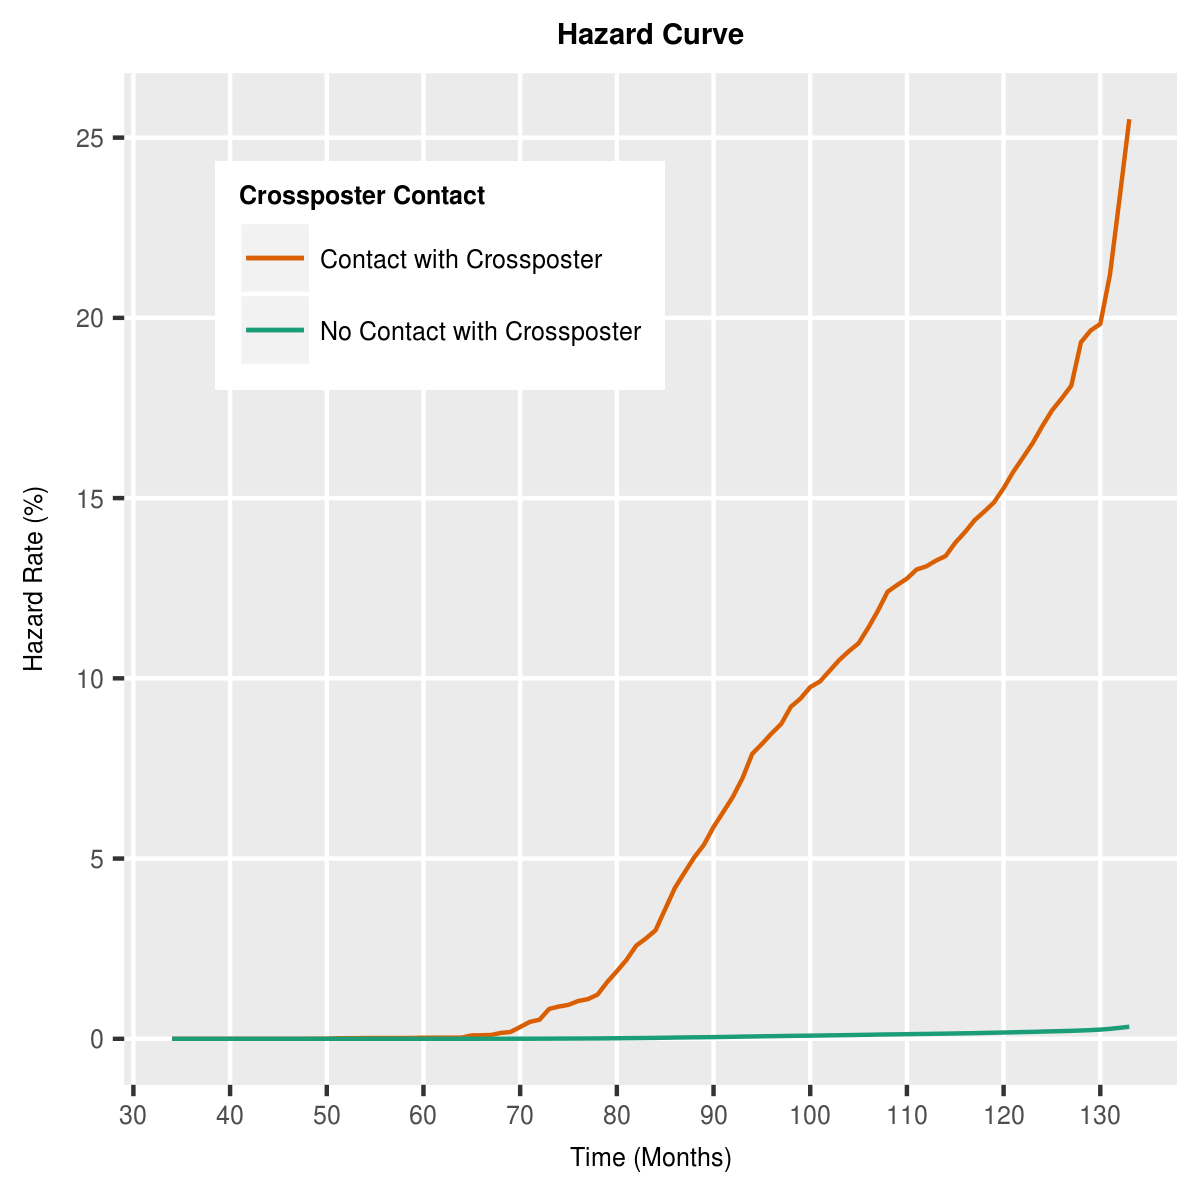 Hazard Curve
25
20
15
10
5
0
Hazard Rate (%)
Crossposter Contact
Contact with Crossposter
No Contact with Crossposter
30 40 50 60 70 80 90 100 110 120 130
Time (Months)